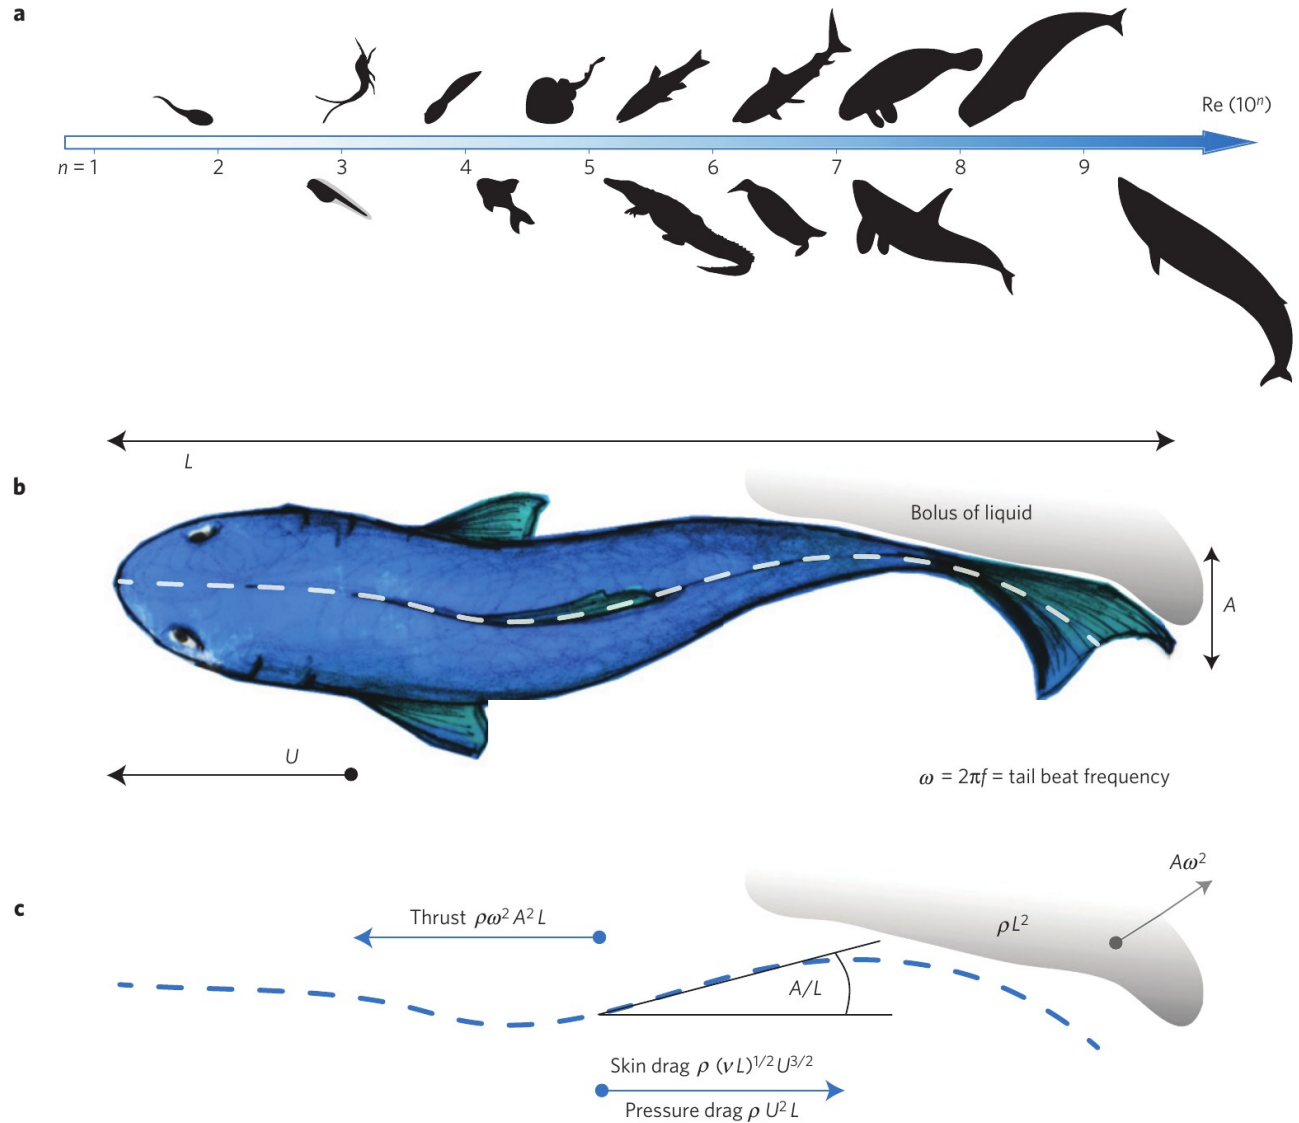 a
Re (10ⁿ)
n = 1 2 3 4 5 6 7 8 9
L
b
Bolus of liquid
A
U
ω = 2πf = tail beat frequency
Aω²
c
Thrust ρω²A²L
ρL²
A/L
Skin drag ρ (νL)^1/2 U^3/2
Pressure drag ρ U²L